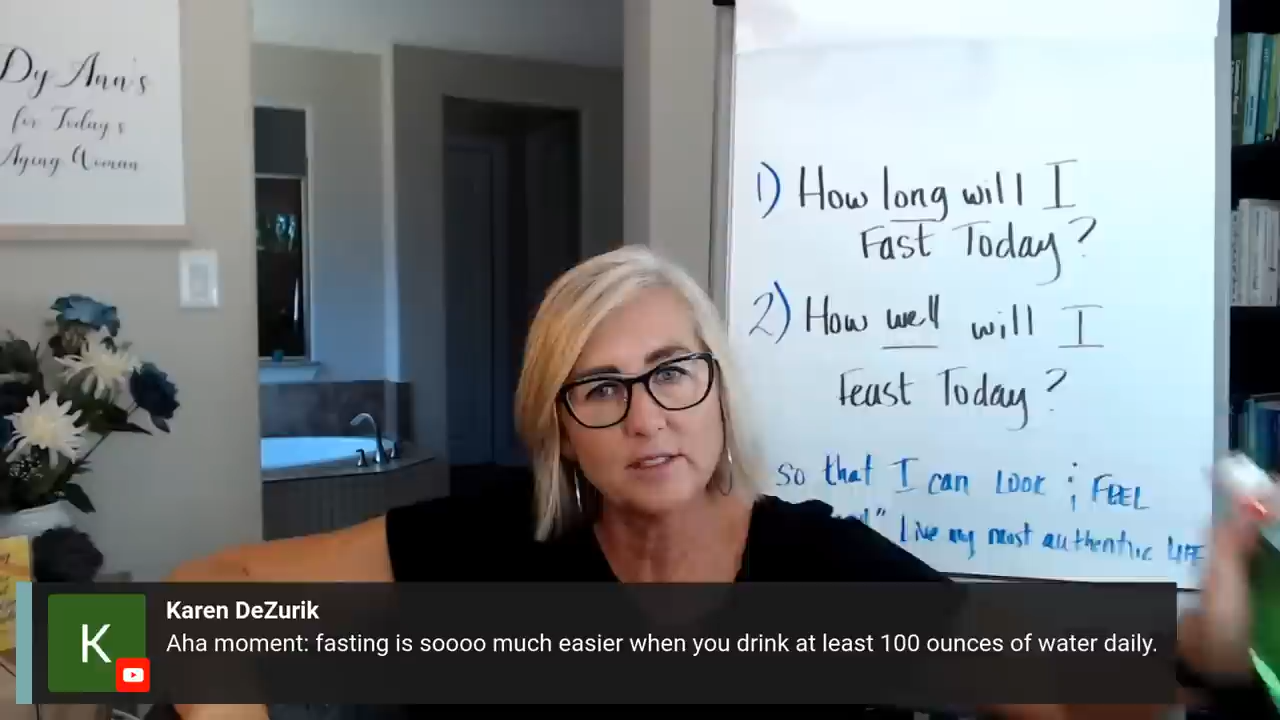 Dy Ann's
for Today's
Aging Woman
1) How long will I
Fast Today?
2) How well will I
Feast Today?
so that I can LOOK ; FEEL
" Live my most authentic LIFE
Karen DeZurik
K
Aha moment: fasting is soooo much easier when you drink at least 100 ounces of water daily.